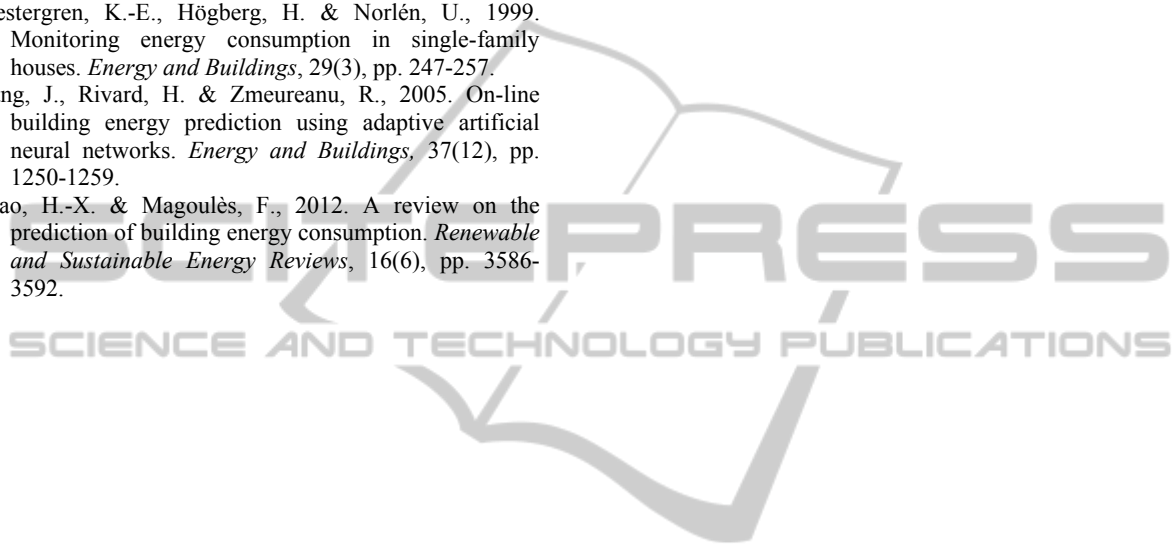 estergren, K.-E., Högberg, H. & Norlén, U., 1999.
Monitoring energy consumption in single-family
houses. Energy and Buildings, 29(3), pp. 247-257.
ng, J., Rivard, H. & Zmeureanu, R., 2005. On-line
building energy prediction using adaptive artificial
neural networks. Energy and Buildings, 37(12), pp.
1250-1259.
ao, H.-X. & Magoulès, F., 2012. A review on the
prediction of building energy consumption. Renewable
and Sustainable Energy Reviews, 16(6), pp. 3586-
3592.
SCITEPRESS
SCIENCE AND TECHNOLOGY PUBLICATIONS